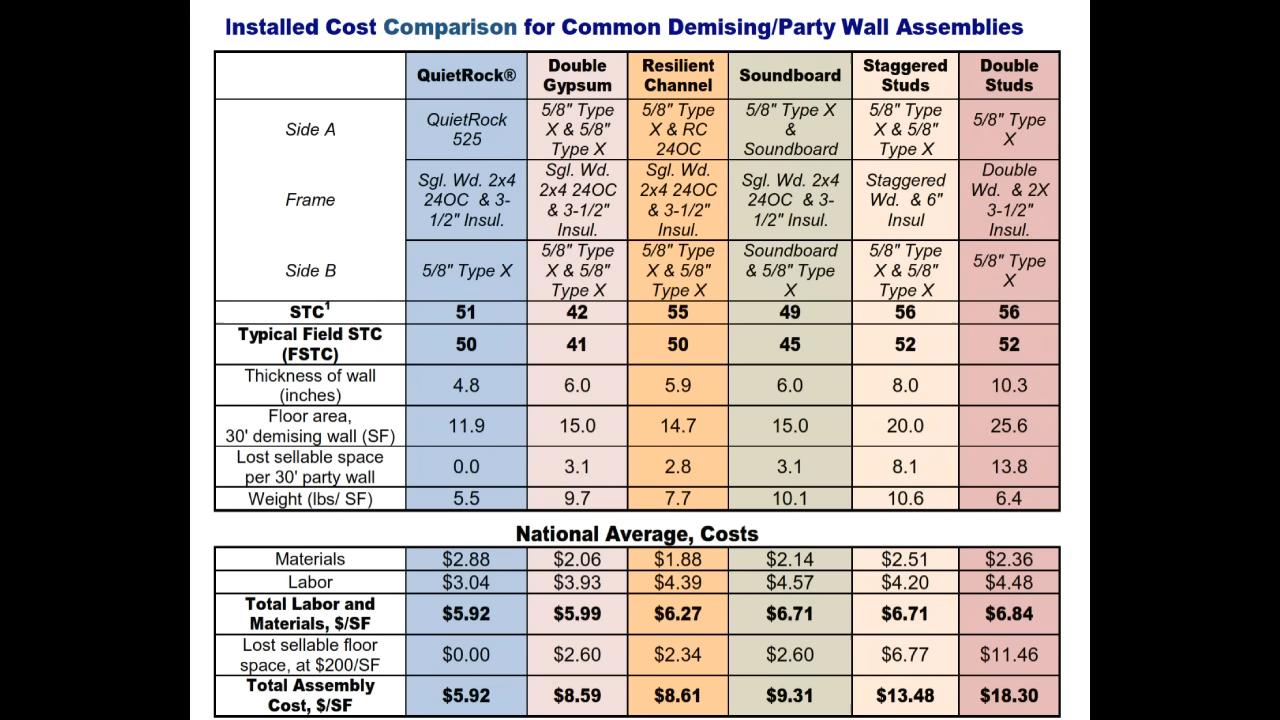 Installed Cost Comparison for Common Demising/Party Wall Assemblies
QuietRock® Double Gypsum Resilient Channel Soundboard Staggered Studs Double Studs
Side A QuietRock 525 5/8" Type X & 5/8" Type X 5/8" Type X & RC 24OC 5/8" Type X & Soundboard 5/8" Type X & 5/8" Type X 5/8" Type X
Frame Sgl. Wd. 2x4 24OC & 3-1/2" Insul. Sgl. Wd. 2x4 24OC & 3-1/2" Insul. Sgl. Wd. 2x4 24OC & 3-1/2" Insul. Sgl. Wd. 2x4 24OC & 3-1/2" Insul. Staggered Wd. & 6" Insul Double Wd. & 2X 3-1/2" Insul.
Side B 5/8" Type X 5/8" Type X & 5/8" Type X 5/8" Type X & 5/8" Type X Soundboard & 5/8" Type X 5/8" Type X & 5/8" Type X 5/8" Type X
STC¹ 51 42 55 49 56 56
Typical Field STC (FSTC) 50 41 50 45 52 52
Thickness of wall (inches) 4.8 6.0 5.9 6.0 8.0 10.3
Floor area, 30' demising wall (SF) 11.9 15.0 14.7 15.0 20.0 25.6
Lost sellable space per 30' party wall 0.0 3.1 2.8 3.1 8.1 13.8
Weight (lbs/ SF) 5.5 9.7 7.7 10.1 10.6 6.4
National Average, Costs
Materials $2.88 $2.06 $1.88 $2.14 $2.51 $2.36
Labor $3.04 $3.93 $4.39 $4.57 $4.20 $4.48
Total Labor and Materials, $/SF $5.92 $5.99 $6.27 $6.71 $6.71 $6.84
Lost sellable floor space, at $200/SF $0.00 $2.60 $2.34 $2.60 $6.77 $11.46
Total Assembly Cost, $/SF $5.92 $8.59 $8.61 $9.31 $13.48 $18.30